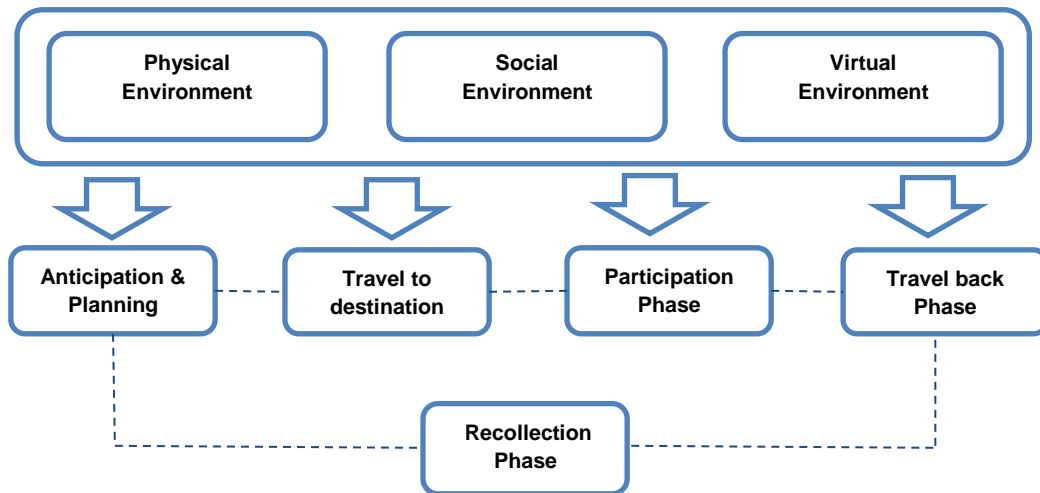 Physical
Environment
Social
Environment
Virtual
Environment
Anticipation &
Planning
Travel to
destination
Participation
Phase
Travel back
Phase
Recollection
Phase